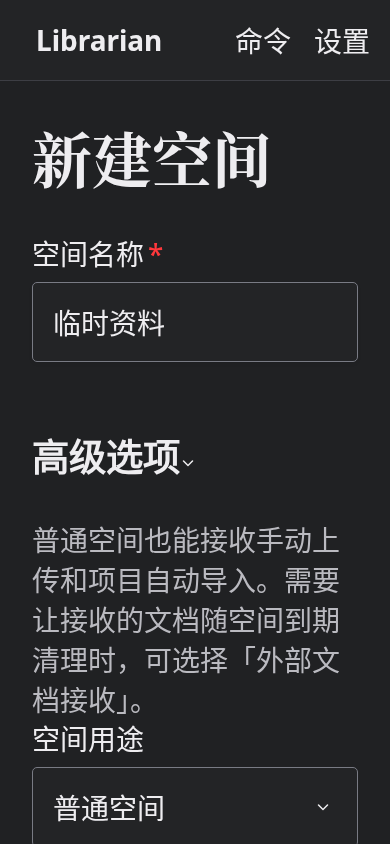 Librarian 命令 设置
新建空间
空间名称 *
临时资料
高级选项
普通空间也能接收手动上
传和项目自动导入。需要
让接收的文档随空间到期
清理时，可选择「外部文
档接收」。
空间用途
普通空间